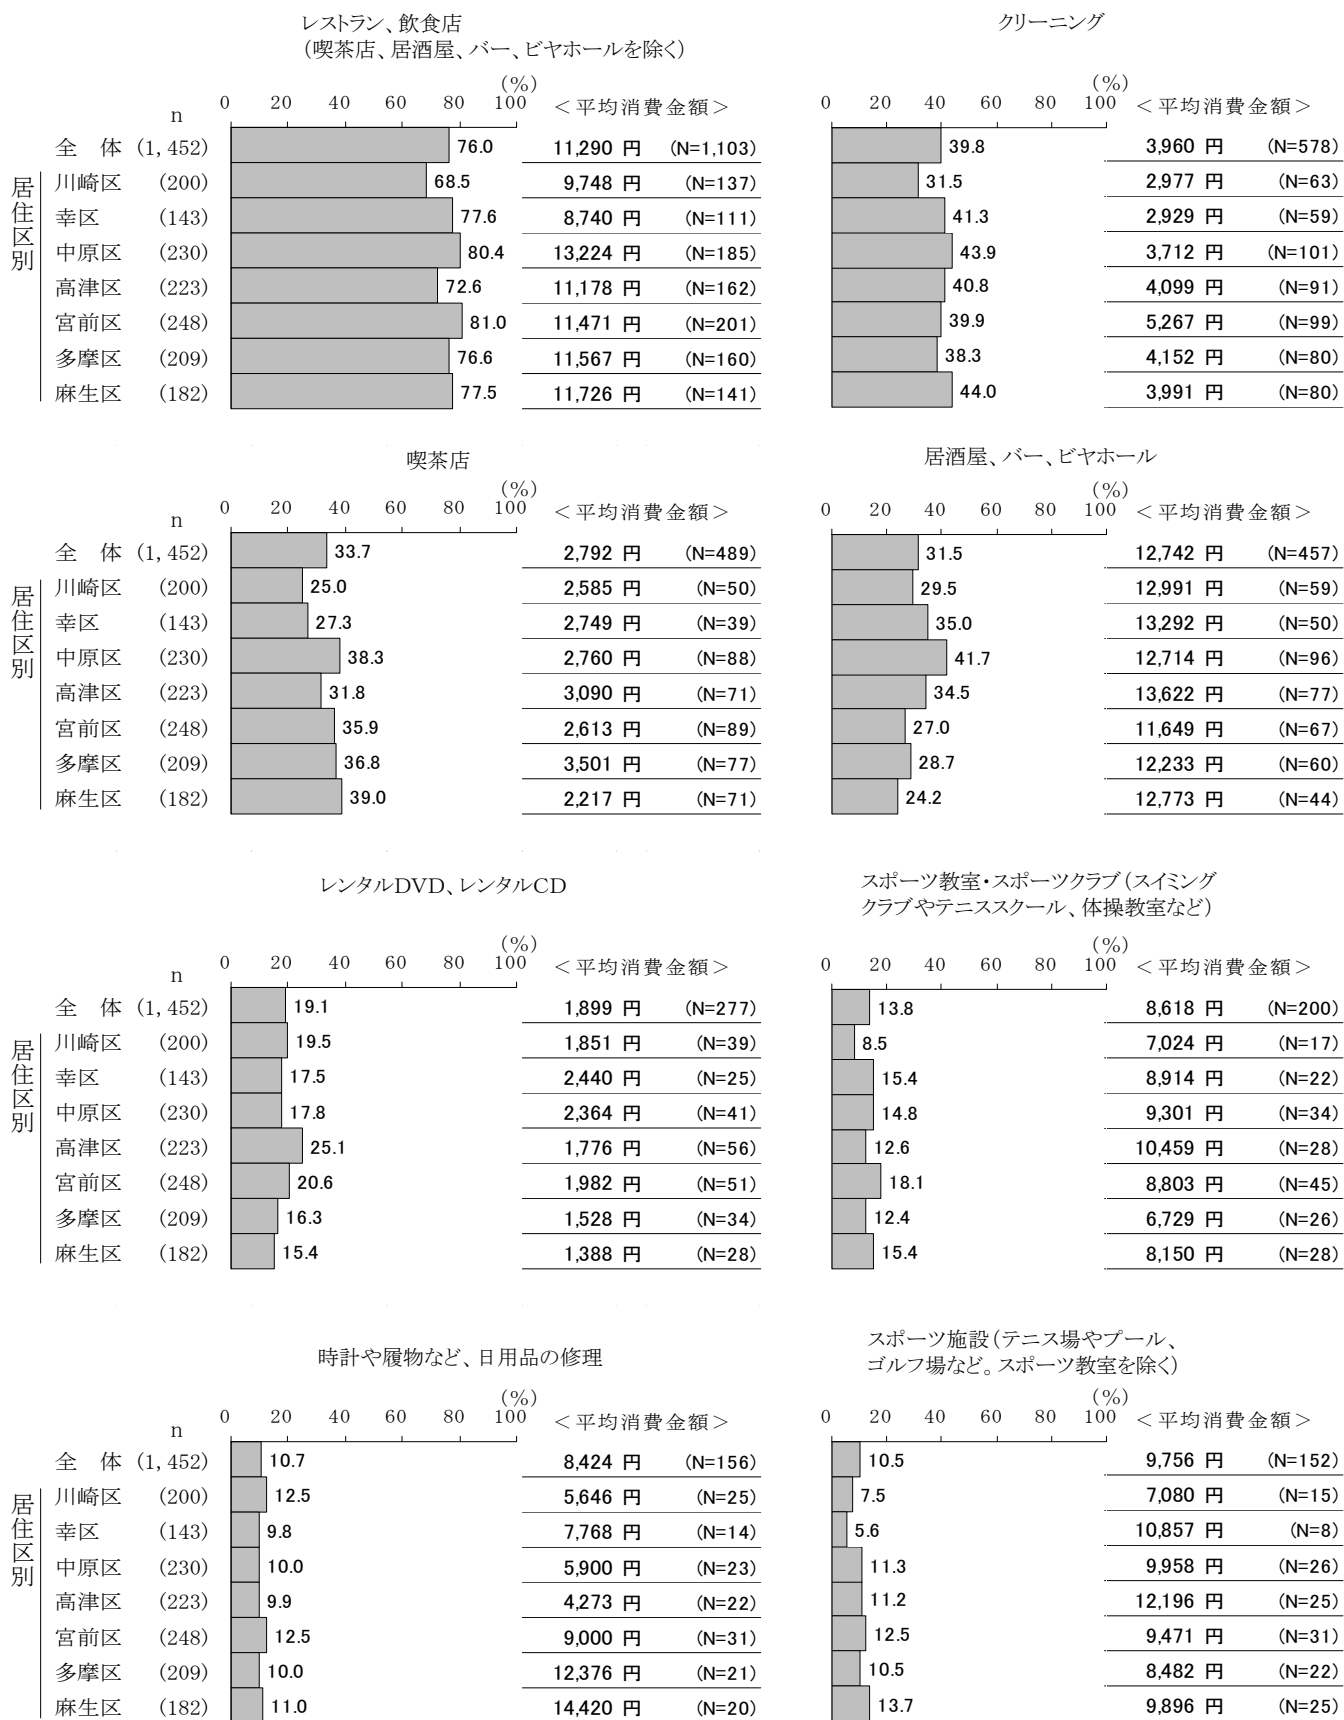 レストラン、飲食店
（喫茶店、居酒屋、バー、ビヤホールを除く）
(%)
0 20 40 60 80 100
n ＜平均消費金額＞
全 体 (1,452) 76.0 11,290 円 (N=1,103)
居住区別
川崎区 (200) 68.5 9,748 円 (N=137)
幸区 (143) 77.6 8,740 円 (N=111)
中原区 (230) 80.4 13,224 円 (N=185)
高津区 (223) 72.6 11,178 円 (N=162)
宮前区 (248) 81.0 11,471 円 (N=201)
多摩区 (209) 76.6 11,567 円 (N=160)
麻生区 (182) 77.5 11,726 円 (N=141)
クリーニング
(%)
0 20 40 60 80 100
＜平均消費金額＞
39.8 3,960 円 (N=578)
31.5 2,977 円 (N=63)
41.3 2,929 円 (N=59)
43.9 3,712 円 (N=101)
40.8 4,099 円 (N=91)
39.9 5,267 円 (N=99)
38.3 4,152 円 (N=80)
44.0 3,991 円 (N=80)
喫茶店
(%)
0 20 40 60 80 100
n ＜平均消費金額＞
全 体 (1,452) 33.7 2,792 円 (N=489)
居住区別
川崎区 (200) 25.0 2,585 円 (N=50)
幸区 (143) 27.3 2,749 円 (N=39)
中原区 (230) 38.3 2,760 円 (N=88)
高津区 (223) 31.8 3,090 円 (N=71)
宮前区 (248) 35.9 2,613 円 (N=89)
多摩区 (209) 36.8 3,501 円 (N=77)
麻生区 (182) 39.0 2,217 円 (N=71)
居酒屋、バー、ビヤホール
(%)
0 20 40 60 80 100
＜平均消費金額＞
31.5 12,742 円 (N=457)
29.5 12,991 円 (N=59)
35.0 13,292 円 (N=50)
41.7 12,714 円 (N=96)
34.5 13,622 円 (N=77)
27.0 11,649 円 (N=67)
28.7 12,233 円 (N=60)
24.2 12,773 円 (N=44)
レンタルDVD、レンタルCD
(%)
0 20 40 60 80 100
n ＜平均消費金額＞
全 体 (1,452) 19.1 1,899 円 (N=277)
居住区別
川崎区 (200) 19.5 1,851 円 (N=39)
幸区 (143) 17.5 2,440 円 (N=25)
中原区 (230) 17.8 2,364 円 (N=41)
高津区 (223) 25.1 1,776 円 (N=56)
宮前区 (248) 20.6 1,982 円 (N=51)
多摩区 (209) 16.3 1,528 円 (N=34)
麻生区 (182) 15.4 1,388 円 (N=28)
スポーツ教室・スポーツクラブ（スイミング
クラブやテニススクール、体操教室など）
(%)
0 20 40 60 80 100
＜平均消費金額＞
13.8 8,618 円 (N=200)
8.5 7,024 円 (N=17)
15.4 8,914 円 (N=22)
14.8 9,301 円 (N=34)
12.6 10,459 円 (N=28)
18.1 8,803 円 (N=45)
12.4 6,729 円 (N=26)
15.4 8,150 円 (N=28)
時計や履物など、日用品の修理
(%)
0 20 40 60 80 100
n ＜平均消費金額＞
全 体 (1,452) 10.7 8,424 円 (N=156)
居住区別
川崎区 (200) 12.5 5,646 円 (N=25)
幸区 (143) 9.8 7,768 円 (N=14)
中原区 (230) 10.0 5,900 円 (N=23)
高津区 (223) 9.9 4,273 円 (N=22)
宮前区 (248) 12.5 9,000 円 (N=31)
多摩区 (209) 10.0 12,376 円 (N=21)
麻生区 (182) 11.0 14,420 円 (N=20)
スポーツ施設（テニス場やプール、
ゴルフ場など。スポーツ教室を除く）
(%)
0 20 40 60 80 100
＜平均消費金額＞
10.5 9,756 円 (N=152)
7.5 7,080 円 (N=15)
5.6 10,857 円 (N=8)
11.3 9,958 円 (N=26)
11.2 12,196 円 (N=25)
12.5 9,471 円 (N=31)
10.5 8,482 円 (N=22)
13.7 9,896 円 (N=25)